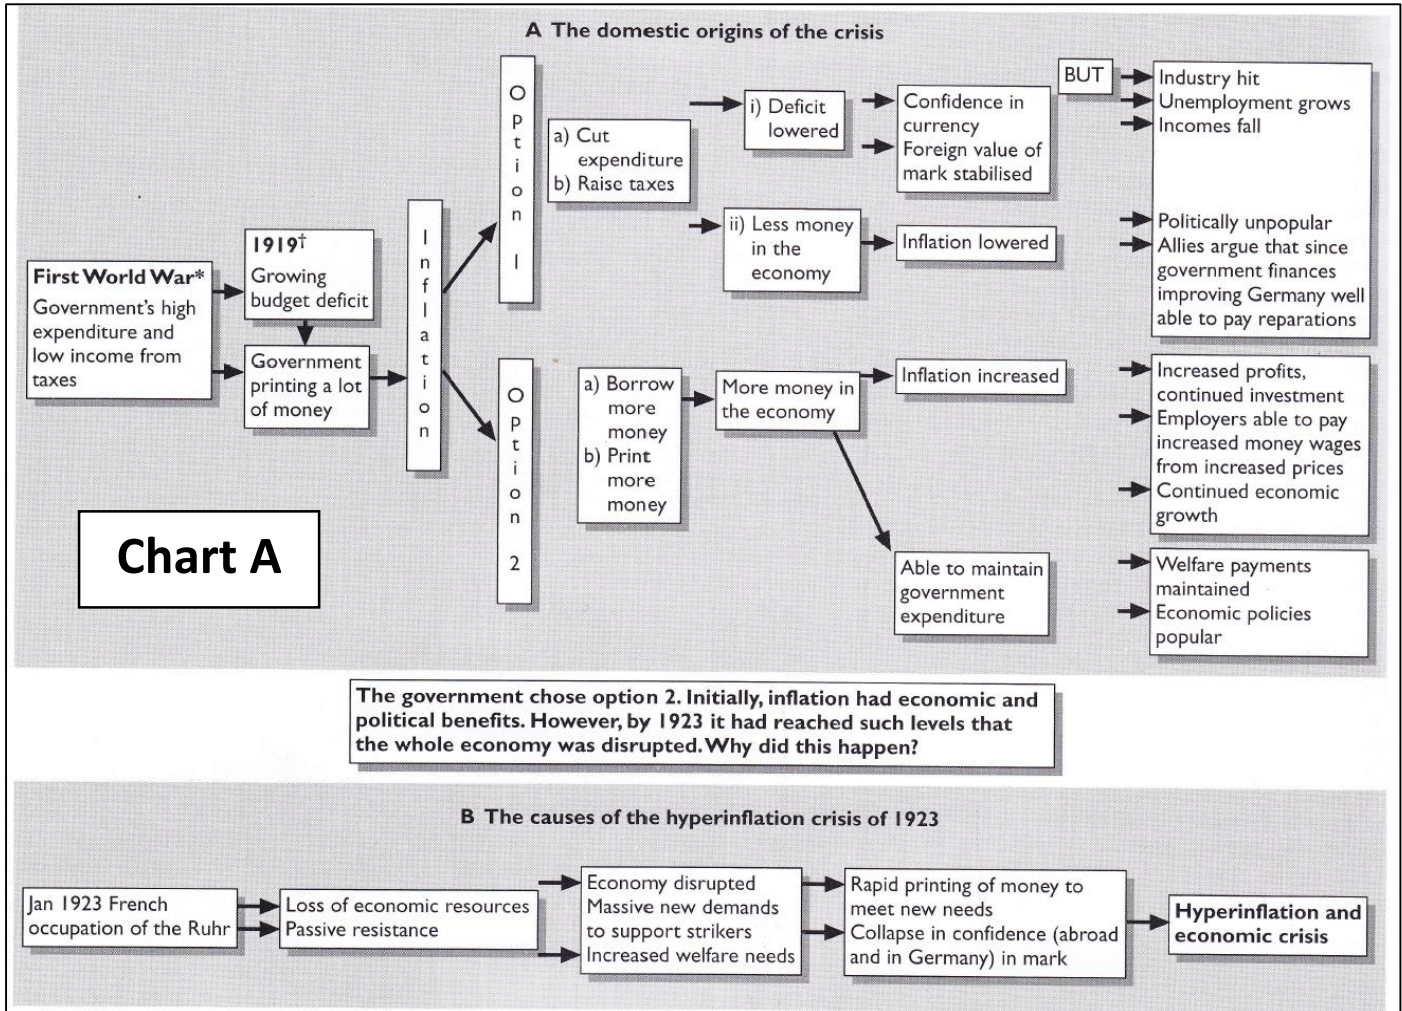 A The domestic origins of the crisis
First World War*
Government's high
expenditure and
low income from
taxes
1919†
Growing
budget deficit
Government
printing a lot
of money
Inflation
Option 1
a) Cut
expenditure
b) Raise taxes
i) Deficit
lowered
Confidence in
currency
Foreign value of
mark stabilised
ii) Less money
in the
economy
Inflation lowered
BUT
Industry hit
Unemployment grows
Incomes fall
Politically unpopular
Allies argue that since
government finances
improving Germany well
able to pay reparations
Option 2
a) Borrow
more
money
b) Print
more
money
More money in
the economy
Inflation increased
Increased profits,
continued investment
Employers able to pay
increased money wages
from increased prices
Continued economic
growth
Able to maintain
government
expenditure
Welfare payments
maintained
Economic policies
popular
Chart A
The government chose option 2. Initially, inflation had economic and
political benefits. However, by 1923 it had reached such levels that
the whole economy was disrupted. Why did this happen?
B The causes of the hyperinflation crisis of 1923
Jan 1923 French
occupation of the Ruhr
Loss of economic resources
Passive resistance
Economy disrupted
Massive new demands
to support strikers
Increased welfare needs
Rapid printing of money to
meet new needs
Collapse in confidence (abroad
and in Germany) in mark
Hyperinflation and
economic crisis